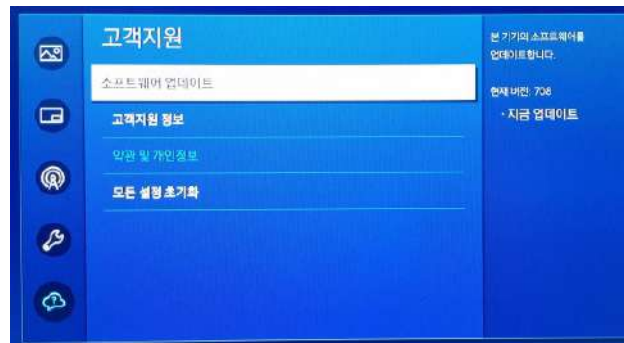 고객지원
소프트웨어 업데이트
고객지원 정보
약관 및 개인정보
모든 설정 초기화
본 기기의 소프트웨어를
업데이트합니다.
현재 버전: 708
· 지금 업데이트